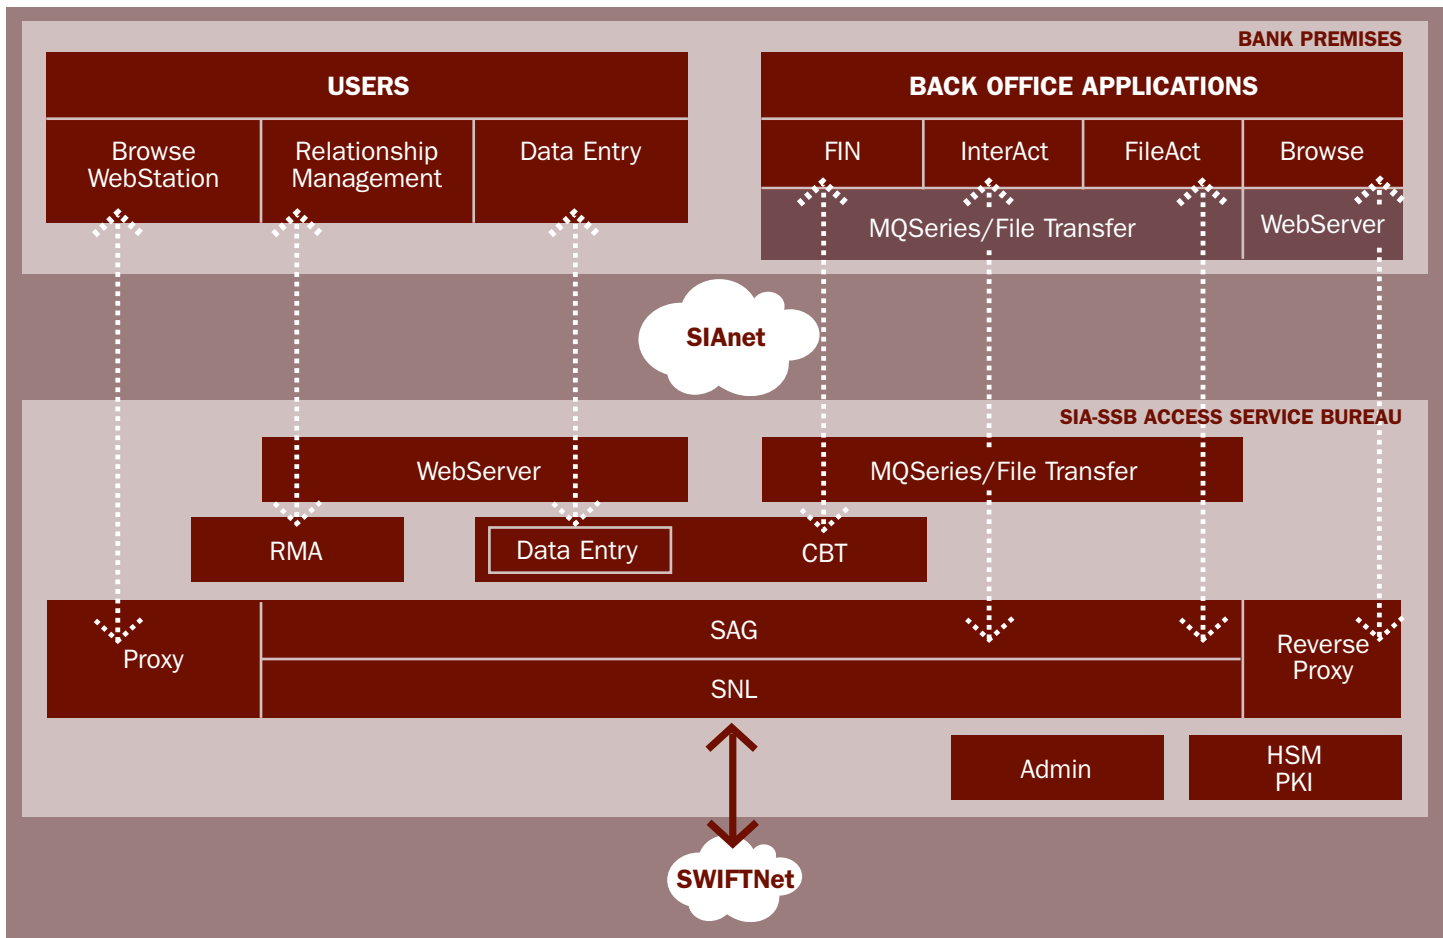 BANK PREMISES
USERS
Browse
WebStation
Relationship
Management
Data Entry
BACK OFFICE APPLICATIONS
FIN
InterAct
FileAct
Browse
MQSeries/File Transfer
WebServer
SIAnet
SIA-SSB ACCESS SERVICE BUREAU
WebServer
MQSeries/File Transfer
RMA
Data Entry
CBT
Proxy
SAG
SNL
Reverse
Proxy
Admin
HSM
PKI
SWIFTNet